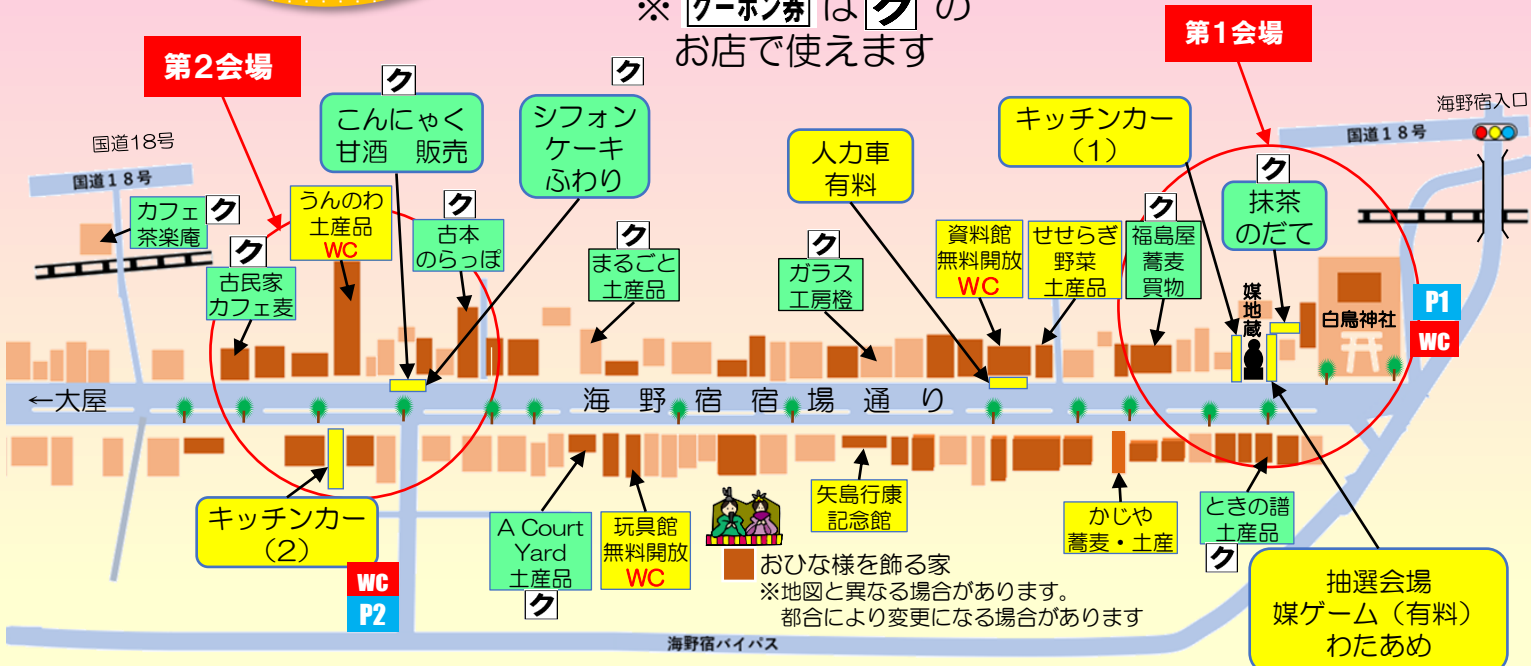 ※ クーポン券 は ク の
お店で使えます
第2会場
第1会場
ク
こんにゃく
甘酒　販売
ク
シフォン
ケーキ
ふわり
人力車
有料
キッチンカー
（1）
海野宿入口
国道18号
国道18号
国道18号
ク
抹茶
のだて
カフェ
茶楽庵
ク
うんのわ
土産品
WC
ク
古本
のらっぽ
ク
古民家
カフェ麦
ク
まるごと
土産品
ク
ガラス
工房橙
資料館
無料開放
WC
せせらぎ
野菜
土産品
ク
福島屋
蕎麦
買物
媒地蔵
白鳥神社
P1
WC
←大屋
海野宿宿場通り
キッチンカー
（2）
WC
P2
A Court
Yard
土産品
ク
玩具館
無料開放
WC
矢島行康
記念館
かじや
蕎麦・土産
ときの譜
土産品
ク
抽選会場
媒ゲーム（有料）
わたあめ
おひな様を飾る家
※地図と異なる場合があります。
都合により変更になる場合があります
海野宿バイパス